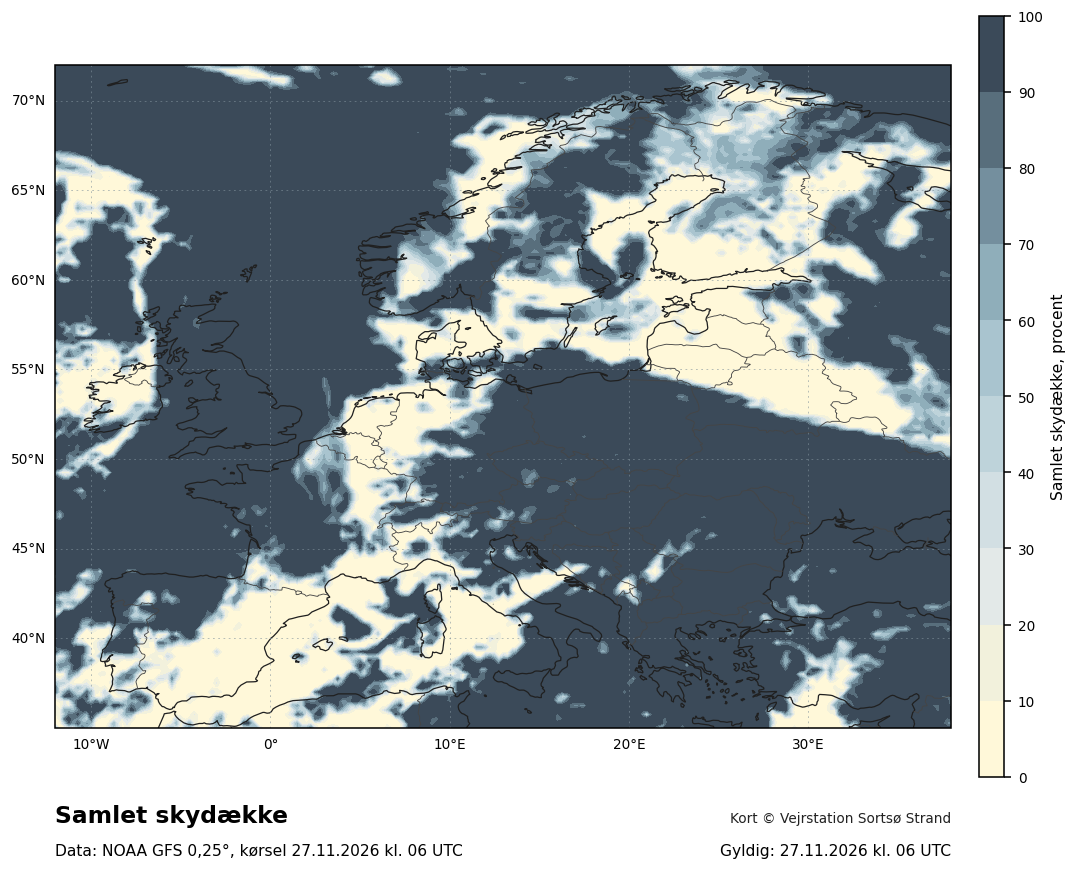 70°N
65°N
60°N
55°N
50°N
45°N
40°N
10°W
0°
10°E
20°E
30°E
100
90
80
70
60
50
40
30
20
10
0
Samlet skydække, procent
Samlet skydække
Kort © Vejrstation Sortsø Strand
Data: NOAA GFS 0,25°, kørsel 27.11.2026 kl. 06 UTC
Gyldig: 27.11.2026 kl. 06 UTC